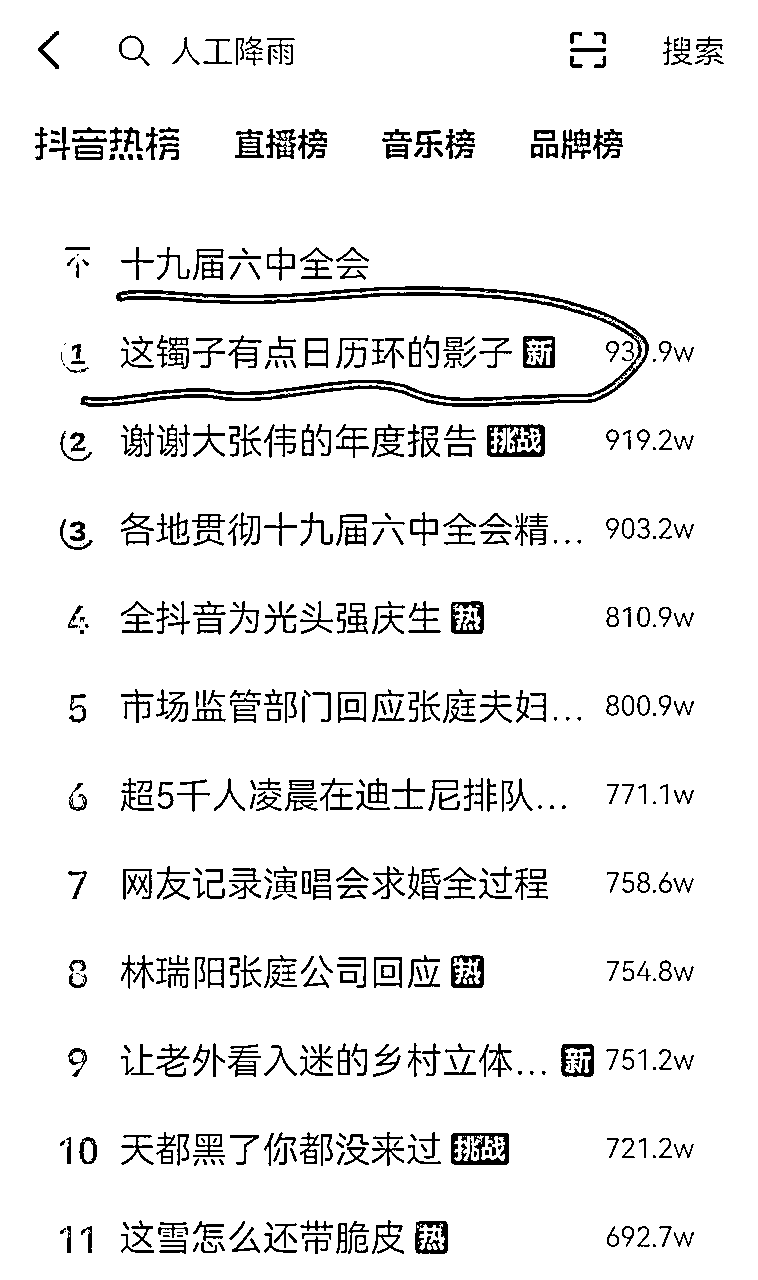 人工降雨 搜索
抖音热榜 直播榜 音乐榜 品牌榜
十九届六中全会
1 这镯子有点日历环的影子 新
2 谢谢大张伟的年度报告 挑战 919.2w
3 各地贯彻十九届六中全会精... 903.2w
4 全抖音为光头强庆生 热 810.9w
5 市场监管部门回应张庭夫妇... 800.9w
6 超5千人凌晨在迪士尼排队... 771.1w
7 网友记录演唱会求婚全过程 758.6w
8 林瑞阳张庭公司回应 热 754.8w
9 让老外看入迷的乡村立体... 新 751.2w
10 天都黑了你都没来过 挑战 721.2w
11 这雪怎么还带脆皮 热 692.7w